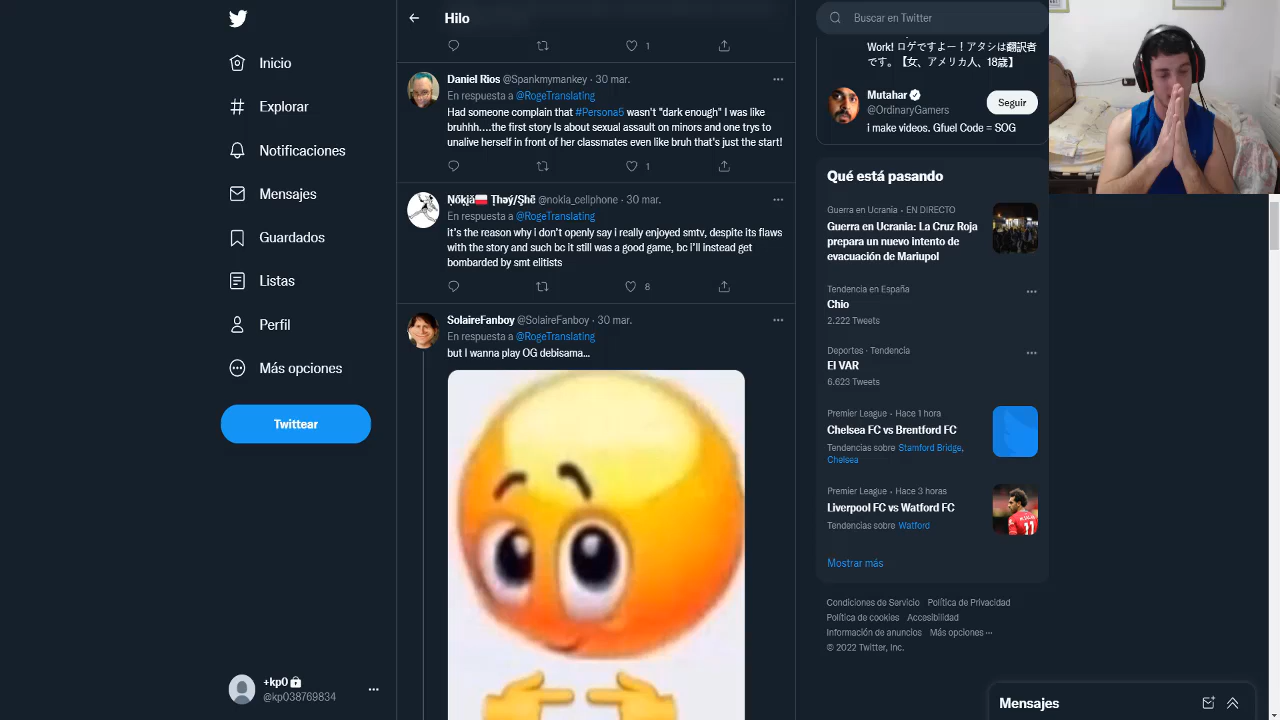 Inicio
Explorar
Notificaciones
Mensajes
Guardados
Listas
Perfil
Más opciones
Twittear
+kp0
@kp038769834
Hilo
1
Daniel Rios @Spankmymankey · 30 mar.
En respuesta a @RogeTranslating
Had someone complain that #Persona5 wasn't "dark enough" I was like
bruhhh....the first story Is about sexual assault on minors and one trys to
unalive herself in front of her classmates even like bruh that's just the start!
1
@nokia_cellphone · 30 mar.
En respuesta a @RogeTranslating
It's the reason why I don't openly say i really enjoyed smtv, despite its flaws
with the story and such bc it still was a good game, bc I'll instead get
bombarded by smt elitists
8
SolaireFanboy @SolaireFanboy · 30 mar.
En respuesta a @RogeTranslating
but I wanna play OG debisama...
Buscar en Twitter
Work! ロゲですよー！アタシは翻訳者
です。【女、アメリカ人、18歳】
Mutahar
@OrdinaryGamers
Seguir
i make videos. Gfuel Code = SOG
Qué está pasando
Guerra en Ucrania · EN DIRECTO
Guerra en Ucrania: La Cruz Roja
prepara un nuevo intento de
evacuación de Mariupol
Tendencia en España
Chio
2.222 Tweets
Deportes · Tendencia
El VAR
6.623 Tweets
Premier League · Hace 1 hora
Chelsea FC vs Brentford FC
Tendencias sobre Stamford Bridge,
Chelsea
Premier League · Hace 3 horas
Liverpool FC vs Watford FC
Tendencias sobre Watford
Mostrar más
Condiciones de Servicio Política de Privacidad
Política de cookies Accesibilidad
Información de anuncios Más opciones ···
© 2022 Twitter, Inc.
Mensajes